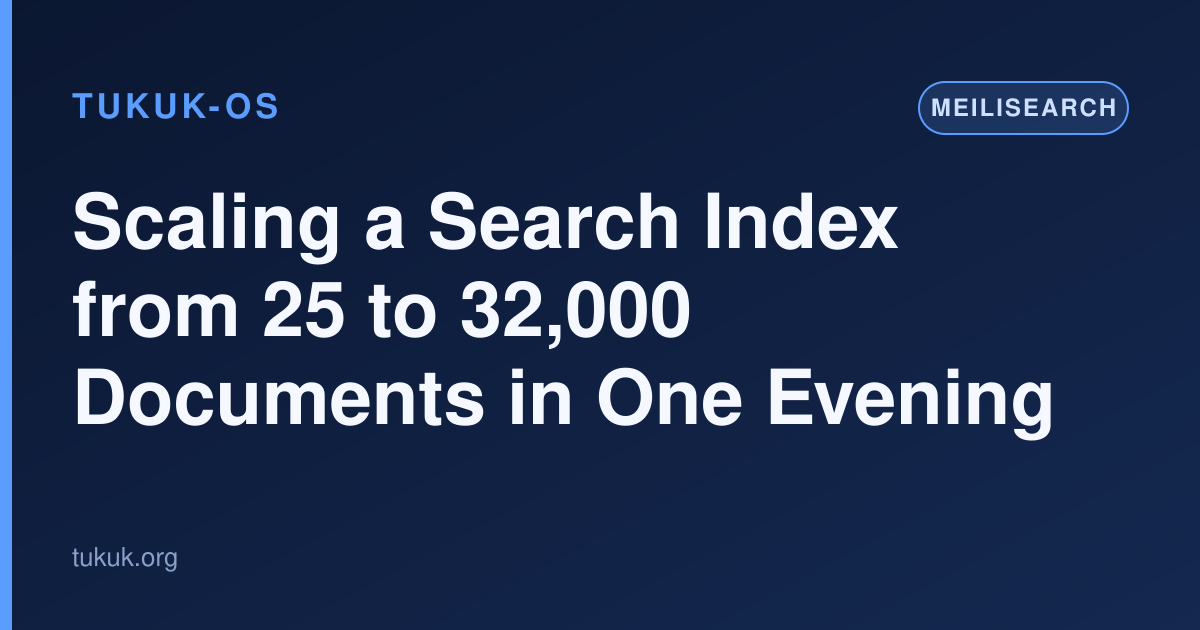 TUKUK-OS
MEILISEARCH
Scaling a Search Index
from 25 to 32,000
Documents in One Evening
tukuk.org